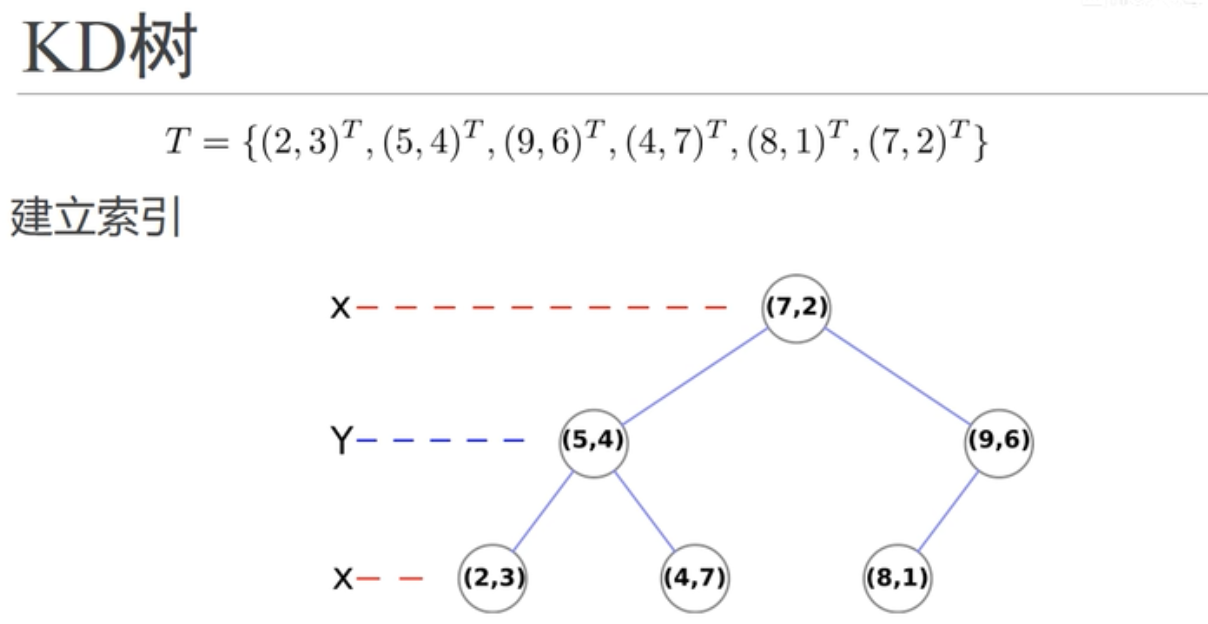 KD树
T = {(2, 3)^T, (5, 4)^T, (9, 6)^T, (4, 7)^T, (8, 1)^T, (7, 2)^T}
建立索引
X (7,2)
Y (5,4) (9,6)
X (2,3) (4,7) (8,1)